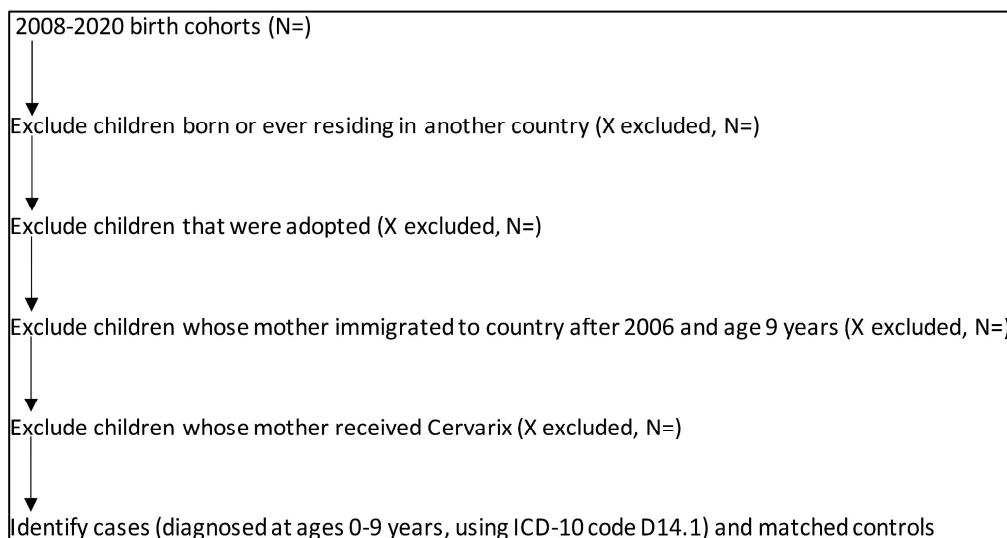 2008-2020 birth cohorts (N=)
Exclude children born or ever residing in another country (X excluded, N=)
Exclude children that were adopted (X excluded, N=)
Exclude children whose mother immigrated to country after 2006 and age 9 years (X excluded, N=)
Exclude children whose mother received Cervarix (X excluded, N=)
Identify cases (diagnosed at ages 0-9 years, using ICD-10 code D14.1) and matched controls